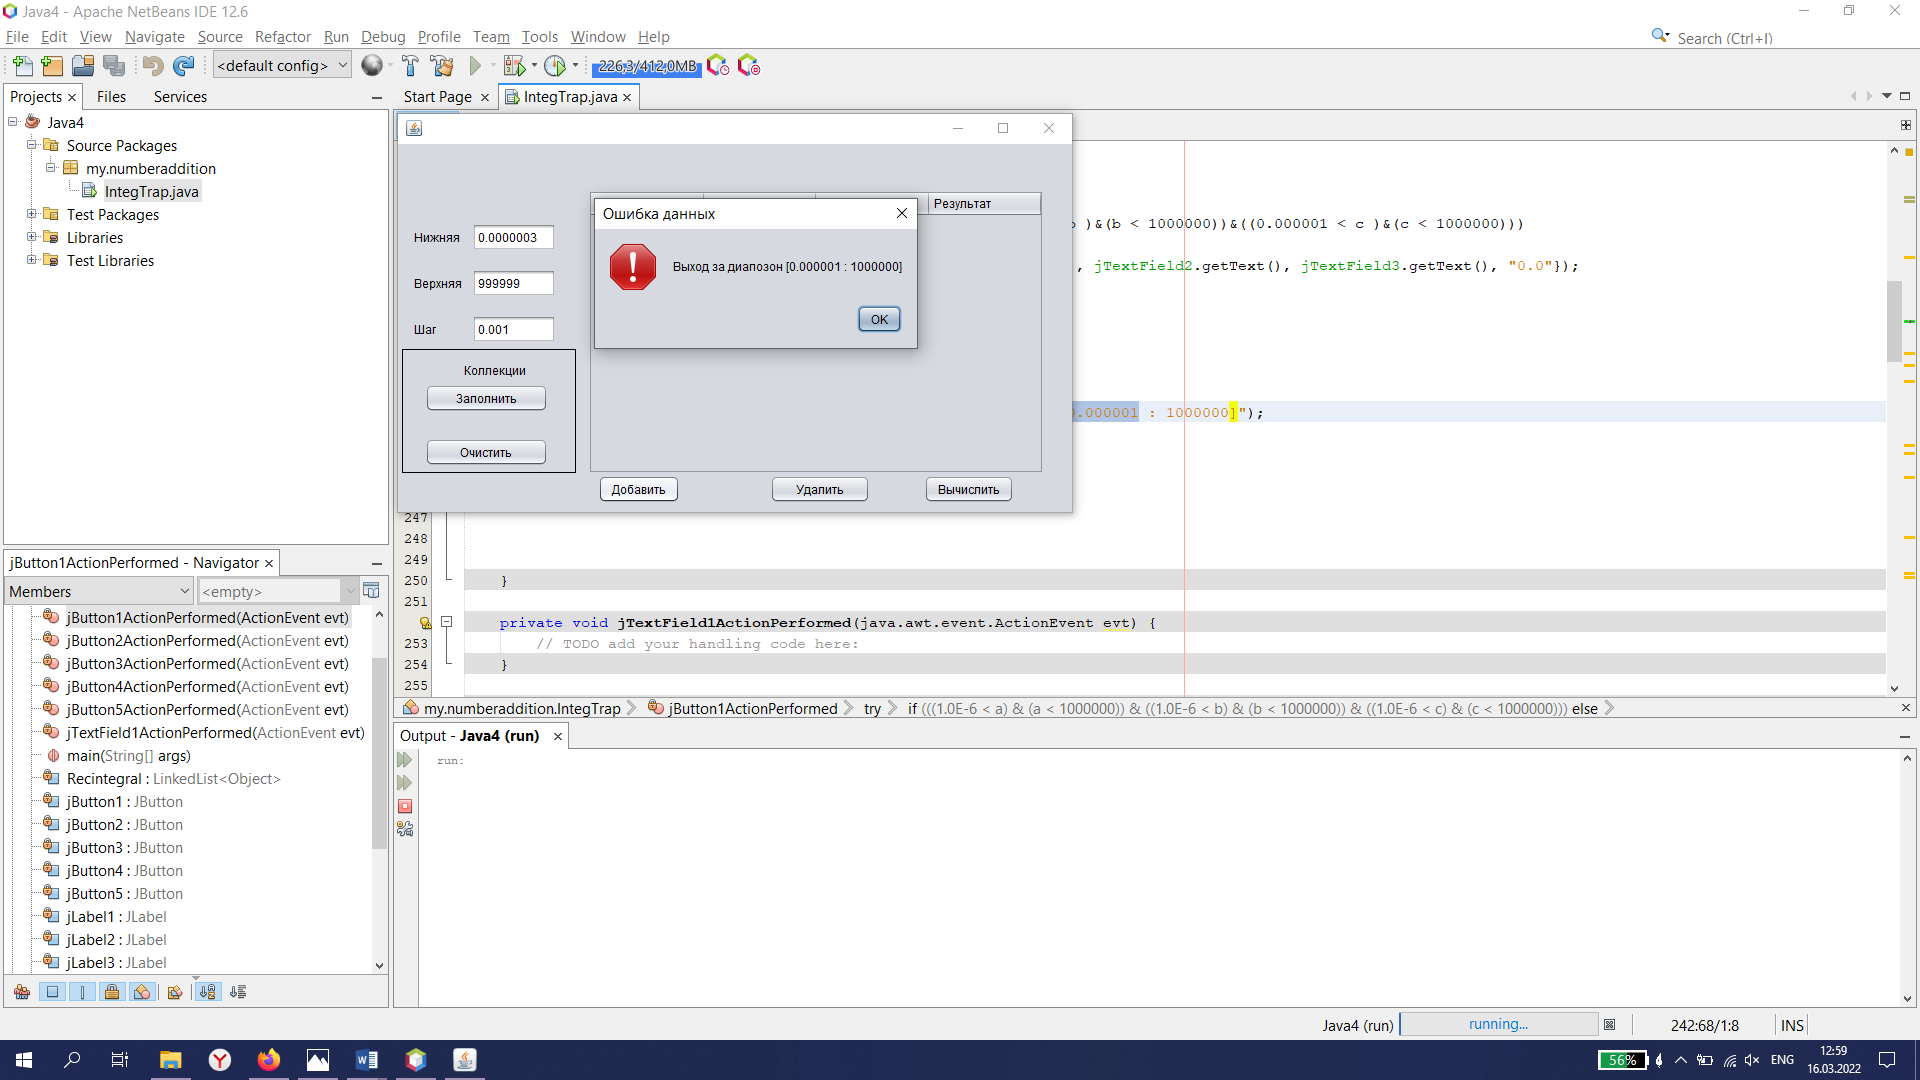 Java4 - Apache NetBeans IDE 12.6
File Edit View Navigate Source Refactor Run Debug Profile Team Tools Window Help
Search (Ctrl+I)
<default config>
226,3/412,0MB
Projects Files Services
Start Page IntegTrap.java
Java4
Source Packages
my.numberaddition
IntegTrap.java
Test Packages
Libraries
Test Libraries
Результат
Ошибка данных
Выход за диапозон [0.000001 : 1000000]
OK
Нижняя 0.0000003
Верхняя 999999
Шаг 0.001
Коллекции
Заполнить
Очистить
Добавить Удалить Вычислить
)&(b < 1000000))&((0.000001 < c )&(c < 1000000)))
, jTextField2.getText(), jTextField3.getText(), "0.0"});
.000001 : 1000000]");
247
248
249
250 }
251
private void jTextField1ActionPerformed(java.awt.event.ActionEvent evt) {
253 // TODO add your handling code here:
254 }
255
my.numberaddition.IntegTrap jButton1ActionPerformed try if (((1.0E-6 < a) & (a < 1000000)) & ((1.0E-6 < b) & (b < 1000000)) & ((1.0E-6 < c) & (c < 1000000))) else
jButton1ActionPerformed - Navigator
Members <empty>
jButton1ActionPerformed(ActionEvent evt)
jButton2ActionPerformed(ActionEvent evt)
jButton3ActionPerformed(ActionEvent evt)
jButton4ActionPerformed(ActionEvent evt)
jButton5ActionPerformed(ActionEvent evt)
jTextField1ActionPerformed(ActionEvent evt)
main(String[] args)
Recintegral : LinkedList<Object>
jButton1 : JButton
jButton2 : JButton
jButton3 : JButton
jButton4 : JButton
jButton5 : JButton
jLabel1 : JLabel
jLabel2 : JLabel
jLabel3 : JLabel
Output - Java4 (run)
run:
Java4 (run) running... 242:68/1:8 INS
56% ENG 12:59
16.03.2022